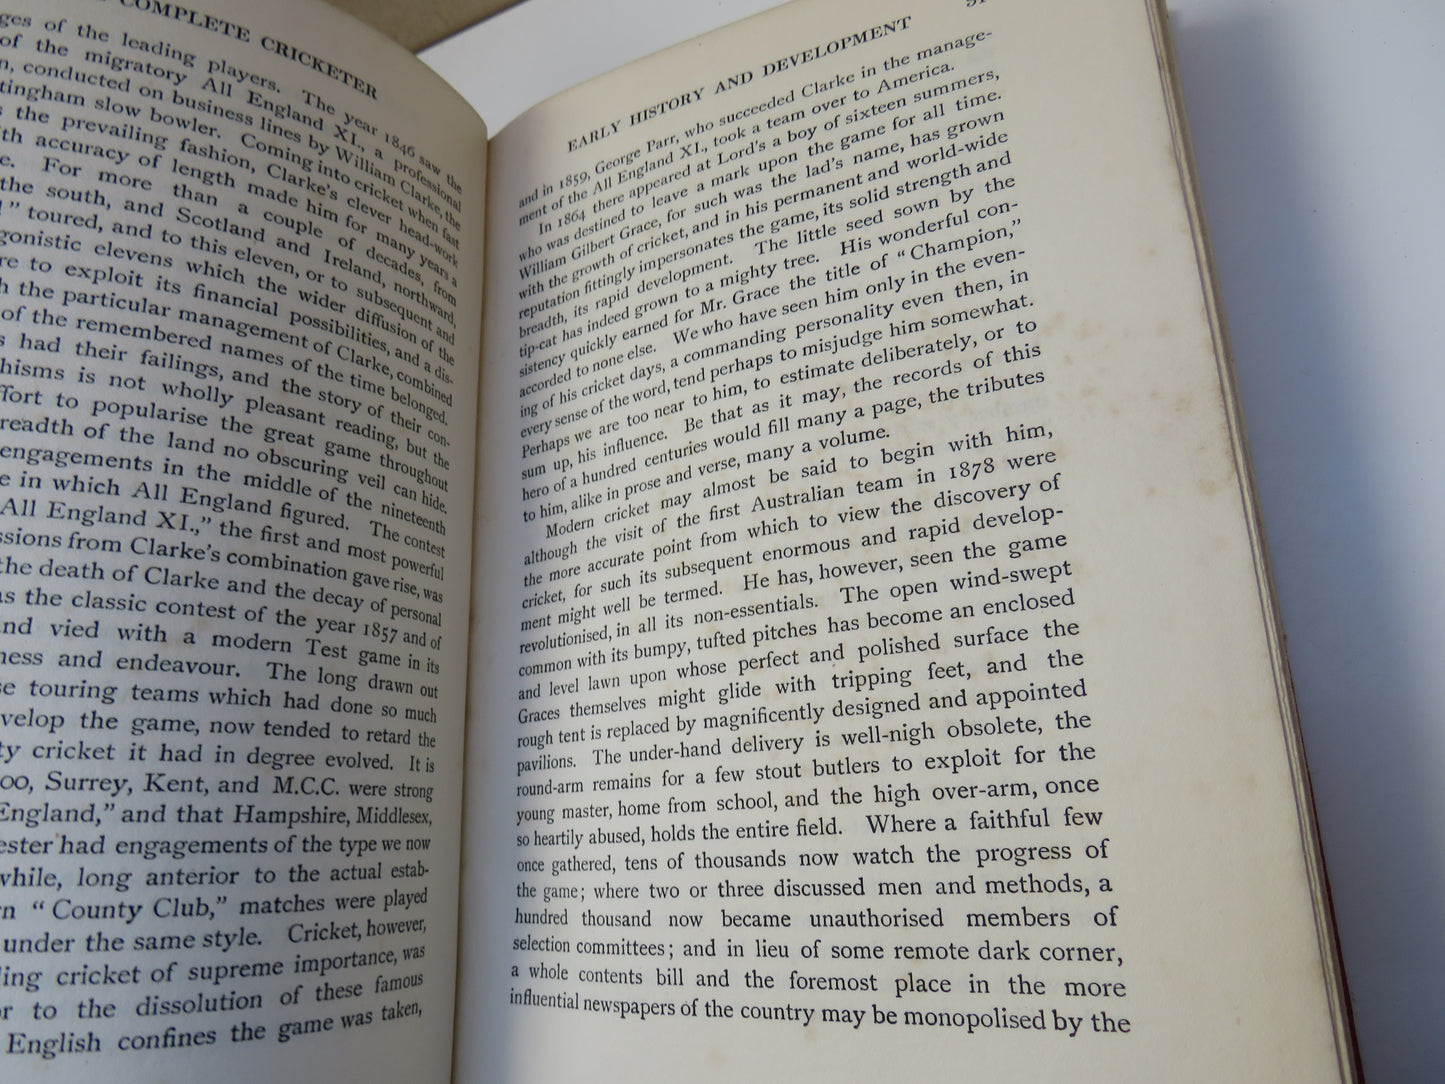 COMPLETE CRICKETER
ges of the leading players. The year 1846 saw the
of the migratory All England XI., a professional
n, conducted on business lines by William Clarke, the
tingham slow bowler. Coming into cricket when fast
s the prevailing fashion, Clarke's clever head-work
ith accuracy of length made him for many years a
e. For more than a couple of decades, from
the south, and Scotland and Ireland, northward,
" toured, and to this eleven, or to subsequent and
gonistic elevens which the wider diffusion of the
re to exploit its financial possibilities, and a dis-
h the particular management of Clarke, combined
of the remembered names of the time belonged.
s had their failings, and the story of their con-
hisms is not wholly pleasant reading, but the
ffort to popularise the great game throughout
readth of the land no obscuring veil can hide.
engagements in the middle of the nineteenth
e in which All England figured. The contest
All England XI.," the first and most powerful
ssions from Clarke's combination gave rise, was
the death of Clarke and the decay of personal
as the classic contest of the year 1857 and of
nd vied with a modern Test game in its
ness and endeavour. The long drawn out
se touring teams which had done so much
velop the game, now tended to retard the
ty cricket it had in degree evolved. It is
00, Surrey, Kent, and M.C.C. were strong
England," and that Hampshire, Middlesex,
ester had engagements of the type we now
while, long anterior to the actual estab-
rn "County Club," matches were played
under the same style. Cricket, however,
ling cricket of supreme importance, was
or to the dissolution of these famous
English confines the game was taken,
EARLY HISTORY AND DEVELOPMENT
and in 1859, George Parr, who succeeded Clarke in the manage-
ment of the All England XI., took a team over to America.
In 1864 there appeared at Lord's a boy of sixteen summers,
who was destined to leave a mark upon the game for all time.
William Gilbert Grace, for such was the lad's name, has grown
with the growth of cricket, and in his permanent and world-wide
reputation fittingly impersonates the game, its solid strength and
breadth, its rapid development. The little seed sown by the
tip-cat has indeed grown to a mighty tree. His wonderful con-
sistency quickly earned for Mr. Grace the title of "Champion,"
accorded to none else. We who have seen him only in the even-
ing of his cricket days, a commanding personality even then, in
every sense of the word, tend perhaps to misjudge him somewhat.
Perhaps we are too near to him, to estimate deliberately, or to
sum up, his influence. Be that as it may, the records of this
hero of a hundred centuries would fill many a page, the tributes
to him, alike in prose and verse, many a volume.
Modern cricket may almost be said to begin with him,
although the visit of the first Australian team in 1878 were
the more accurate point from which to view the discovery of
cricket, for such its subsequent enormous and rapid develop-
ment might well be termed. He has, however, seen the game
revolutionised, in all its non-essentials. The open wind-swept
common with its bumpy, tufted pitches has become an enclosed
and level lawn upon whose perfect and polished surface the
Graces themselves might glide with tripping feet, and the
rough tent is replaced by magnificently designed and appointed
pavilions. The under-hand delivery is well-nigh obsolete, the
round-arm remains for a few stout butlers to exploit for the
young master, home from school, and the high over-arm, once
so heartily abused, holds the entire field. Where a faithful few
once gathered, tens of thousands now watch the progress of
the game; where two or three discussed men and methods, a
hundred thousand now became unauthorised members of
selection committees; and in lieu of some remote dark corner,
a whole contents bill and the foremost place in the more
influential newspapers of the country may be monopolised by the